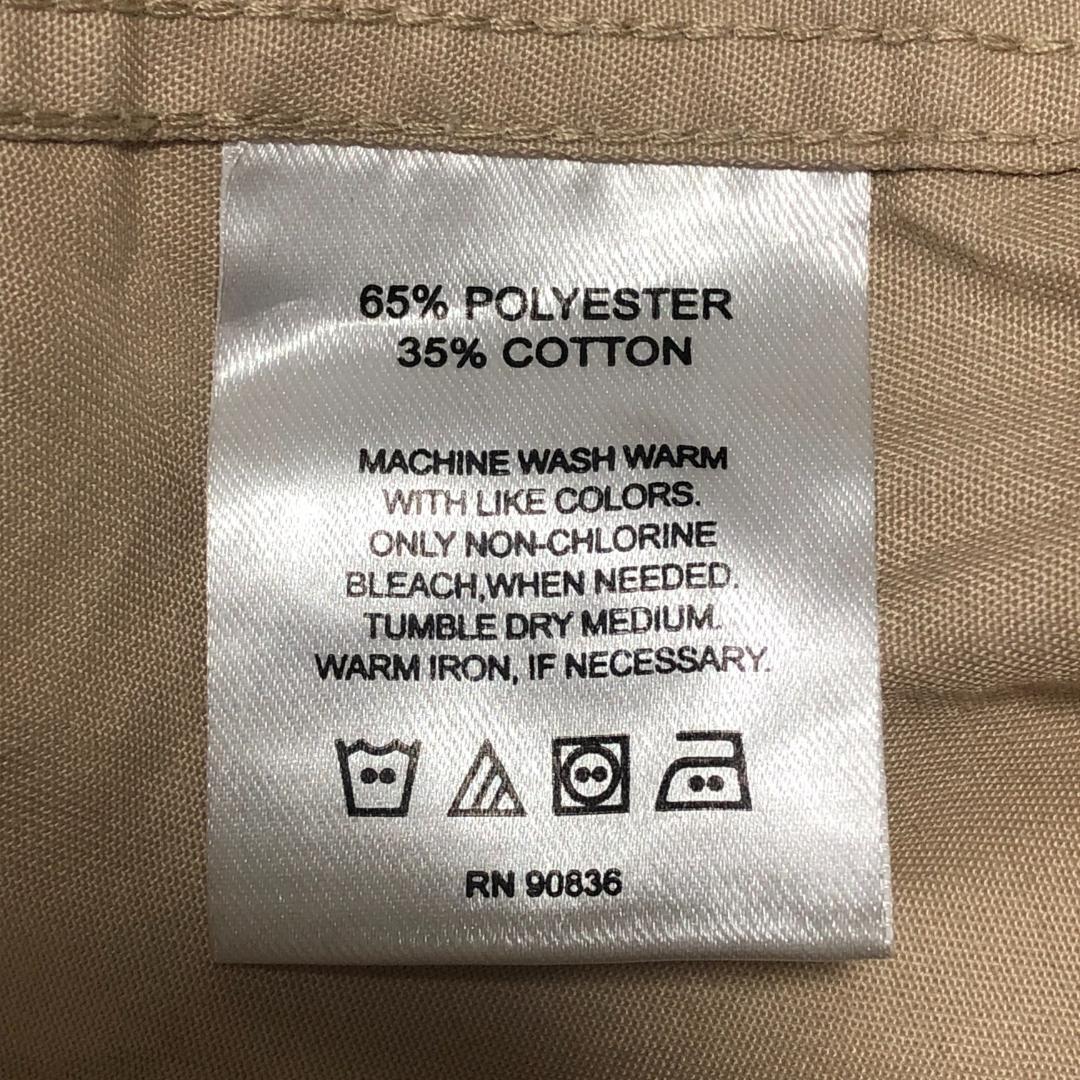 65% POLYESTER
35% COTTON
MACHINE WASH WARM
WITH LIKE COLORS.
ONLY NON-CHLORINE
BLEACH,WHEN NEEDED.
TUMBLE DRY MEDIUM.
WARM IRON, IF NECESSARY.
RN 90836